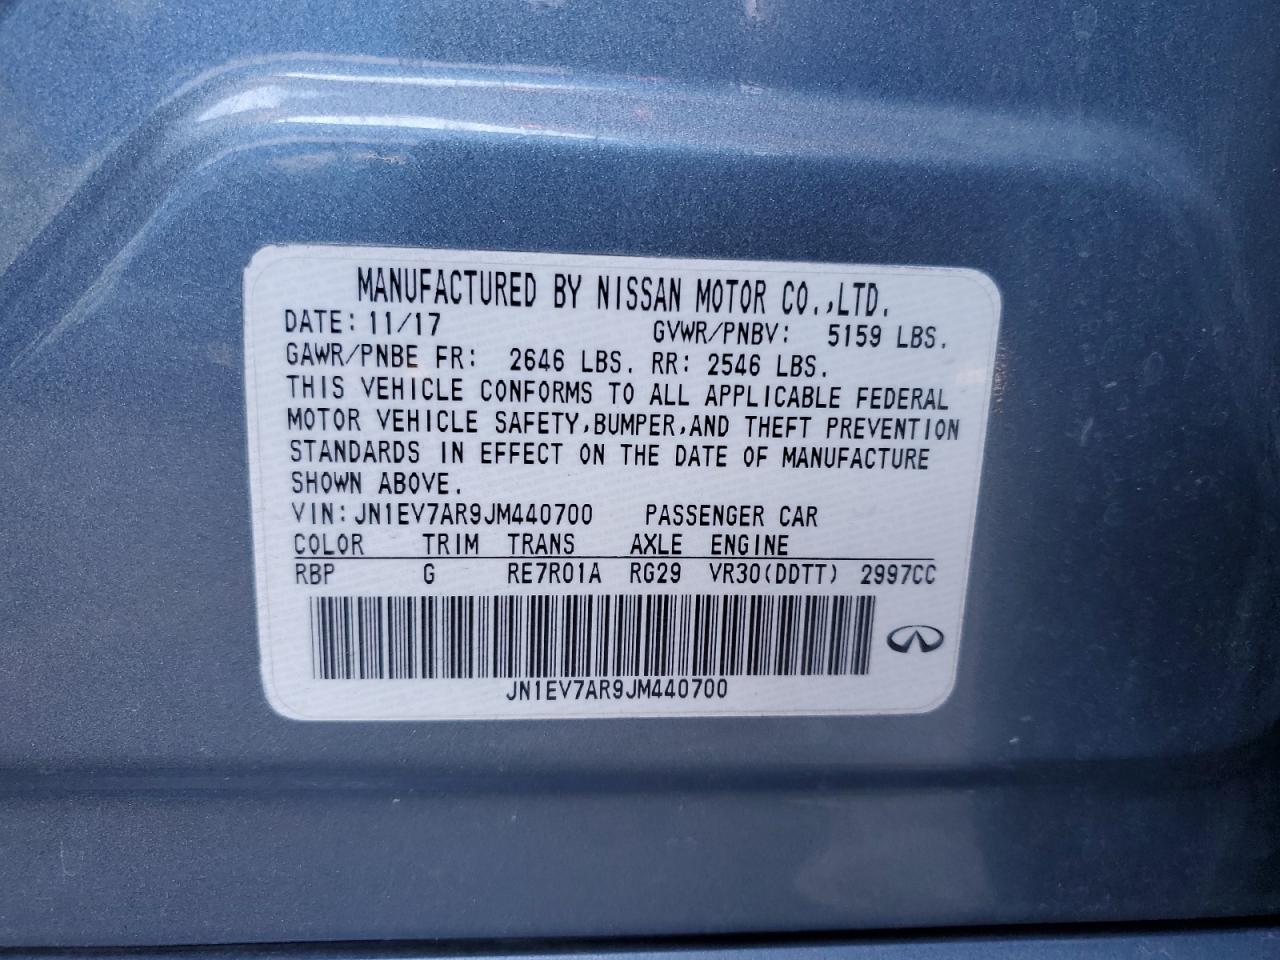 MANUFACTURED BY NISSAN MOTOR CO.,LTD.
DATE: 11/17 GVWR/PNBV: 5159 LBS.
GAWR/PNBE FR: 2646 LBS. RR: 2546 LBS.
THIS VEHICLE CONFORMS TO ALL APPLICABLE FEDERAL
MOTOR VEHICLE SAFETY,BUMPER,AND THEFT PREVENTION
STANDARDS IN EFFECT ON THE DATE OF MANUFACTURE
SHOWN ABOVE.
VIN: JN1EV7AR9JM440700 PASSENGER CAR
COLOR TRIM TRANS AXLE ENGINE
RBP G RE7R01A RG29 VR30(DDTT) 2997CC
JN1EV7AR9JM440700